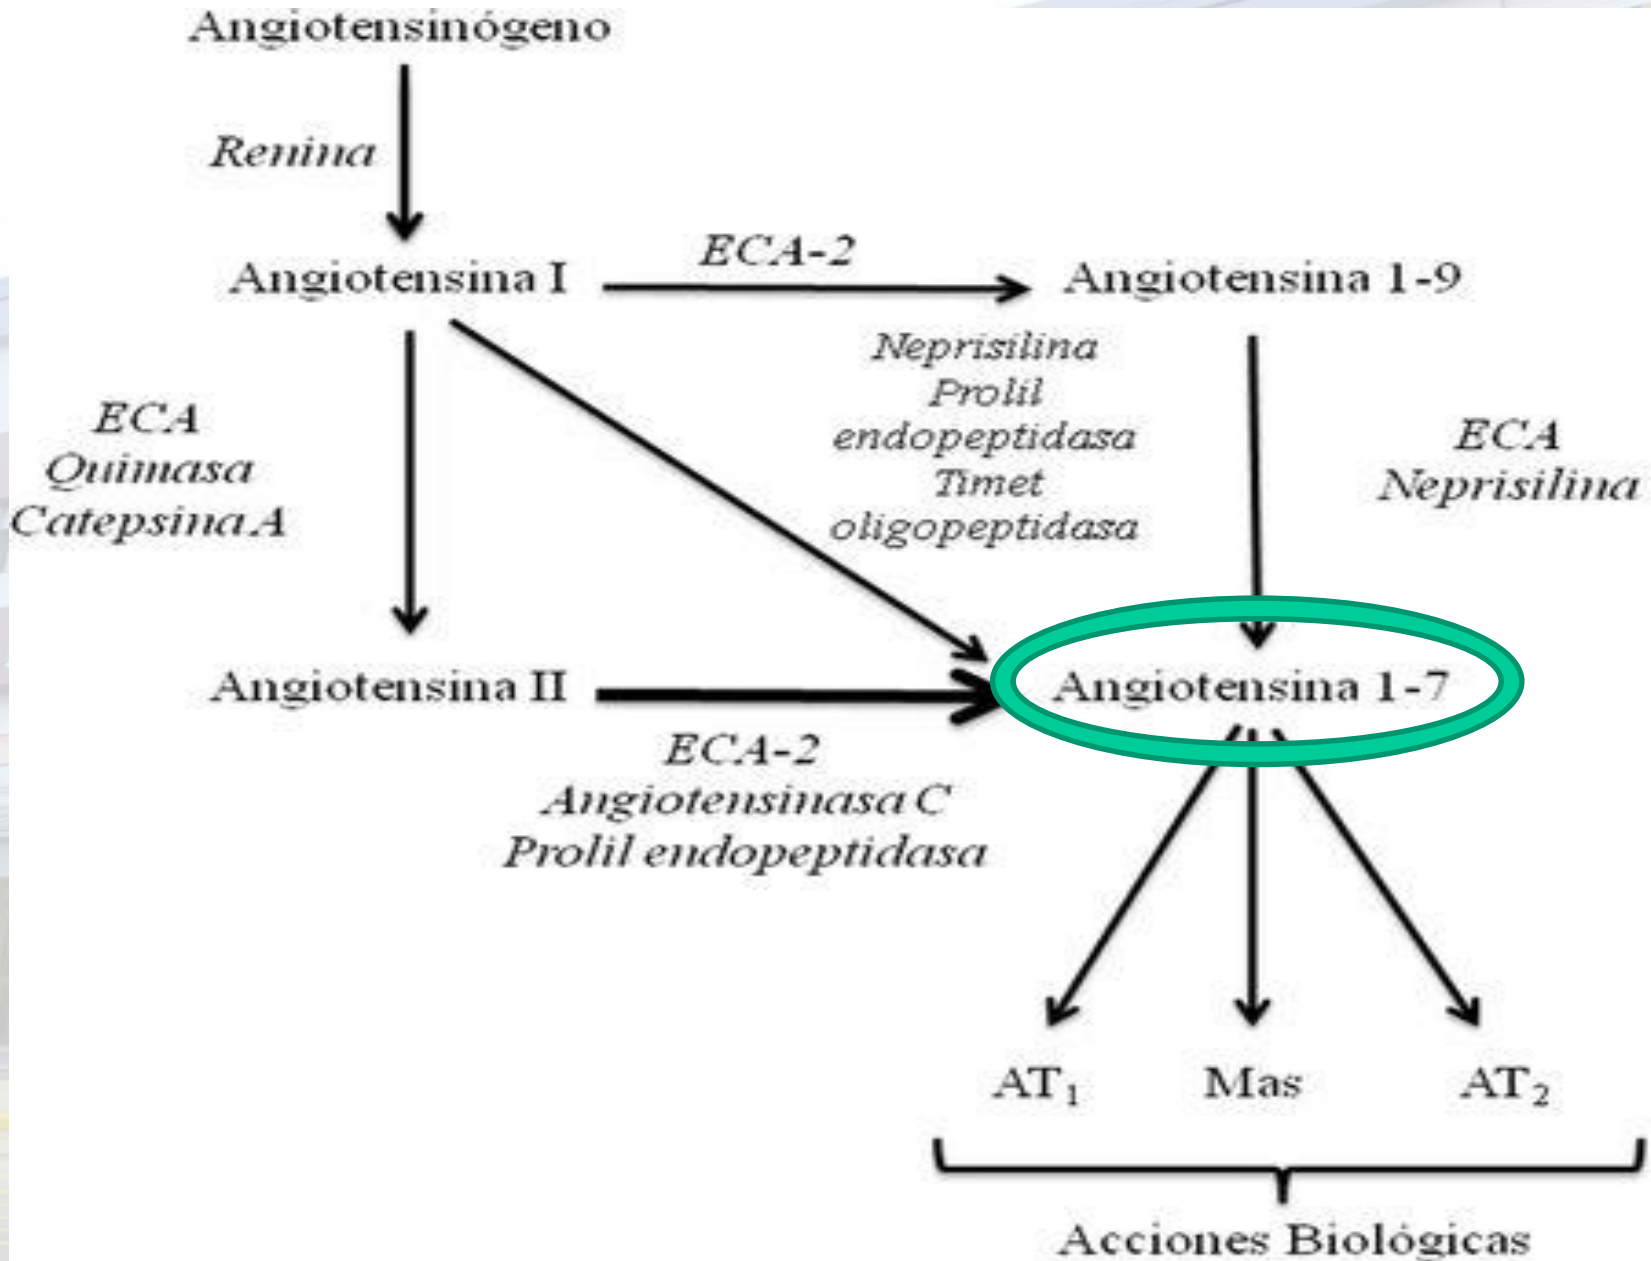 Angiotensinógeno
Renina
Angiotensina I
ECA-2
Angiotensina 1-9
Neprisilina
Prolil
endopeptidasa
Timet
oligopeptidasa
ECA
Quimasa
Catepsina A
ECA
Neprisilina
Angiotensina II
Angiotensina 1-7
ECA-2
Angiotensinasa C
Prolil endopeptidasa
AT₁
Mas
AT₂
Acciones Biológicas